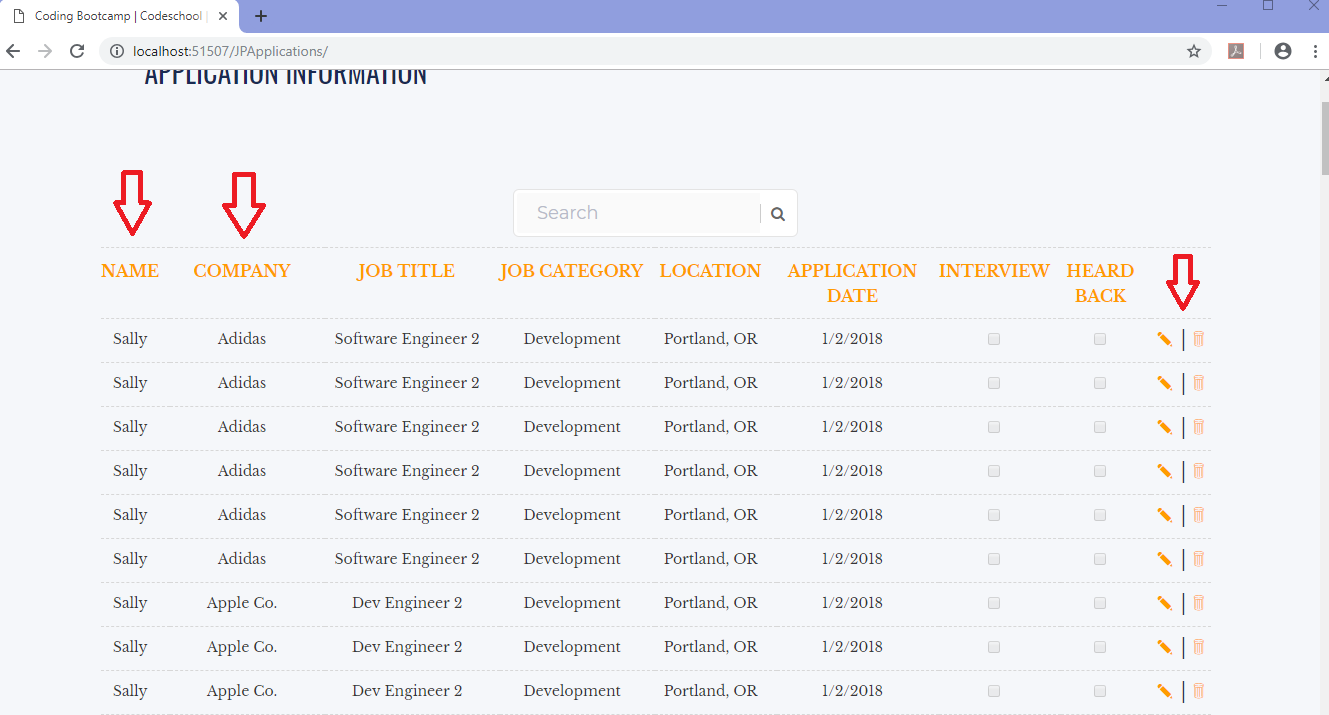 Coding Bootcamp | Codeschool |
localhost:51507/JPApplications/
APPLICATION INFORMATION
Search
NAME COMPANY JOB TITLE JOB CATEGORY LOCATION APPLICATION DATE INTERVIEW HEARD BACK
Sally Adidas Software Engineer 2 Development Portland, OR 1/2/2018 |
Sally Adidas Software Engineer 2 Development Portland, OR 1/2/2018 |
Sally Adidas Software Engineer 2 Development Portland, OR 1/2/2018 |
Sally Adidas Software Engineer 2 Development Portland, OR 1/2/2018 |
Sally Adidas Software Engineer 2 Development Portland, OR 1/2/2018 |
Sally Adidas Software Engineer 2 Development Portland, OR 1/2/2018 |
Sally Apple Co. Dev Engineer 2 Development Portland, OR 1/2/2018 |
Sally Apple Co. Dev Engineer 2 Development Portland, OR 1/2/2018 |
Sally Apple Co. Dev Engineer 2 Development Portland, OR 1/2/2018 |